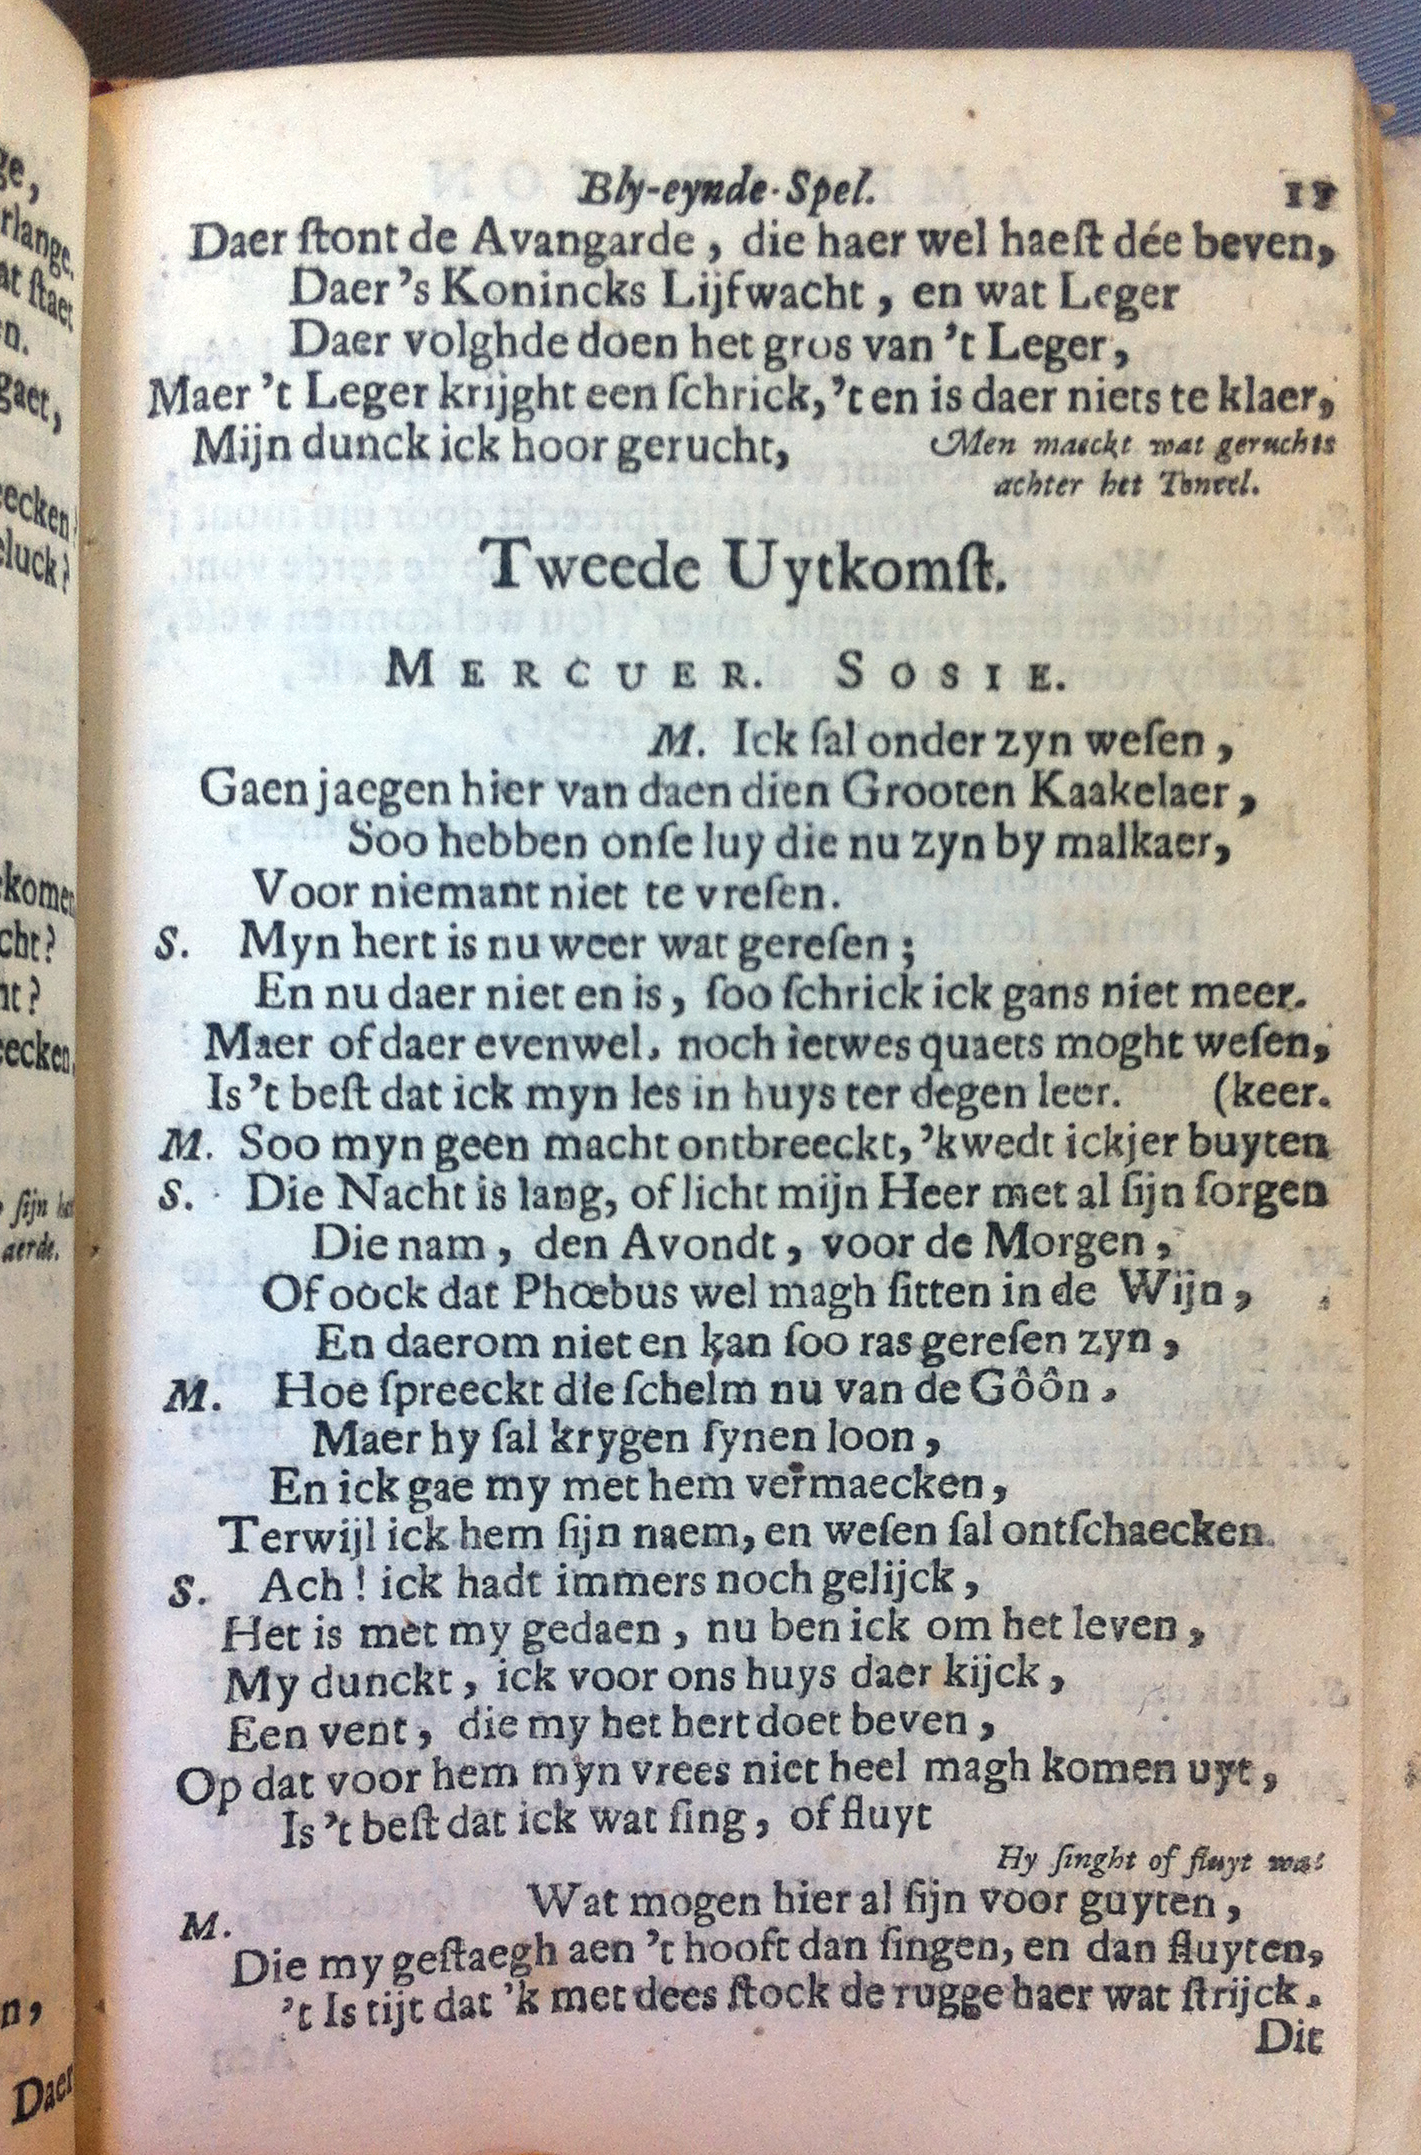 Bly-eynde-Spel.
Daer ſtont de Avangarde, die haer wel haeſt dée beven,
Daer 's Konincks Lijfwacht, en wat Leger
Daer volghde doen het gros van 't Leger,
Maer 't Leger krijght een ſchrick, 't en is daer niets te klaer,
Mijn dunck ick hoor gerucht,
Men maeckt wat geruchts
achter het Toneel.
Tweede Uytkomſt.
MERCUER. SOSIE.
M. Ick ſal onder zyn weſen,
Gaen jaegen hier van daen dien Grooten Kaakelaer,
Soo hebben onſe luy die nu zyn by malkaer,
Voor niemant niet te vreſen.
S. Myn hert is nu weer wat gereſen;
En nu daer niet en is, ſoo ſchrick ick gans niet meer.
Maer of daer evenwel, noch ietwes quaets moght weſen,
Is 't beſt dat ick myn les in huys ter degen leer. (keer.
M. Soo myn geen macht ontbreeckt, 'k wedt ickjer buyten
S. Die Nacht is lang, of licht mijn Heer met al ſijn ſorgen
Die nam, den Avondt, voor de Morgen,
Of oock dat Phœbus wel magh ſitten in de Wijn,
En daerom niet en kan ſoo ras gereſen zyn,
M. Hoe ſpreeckt die ſchelm nu van de Gôôn,
Maer hy ſal krygen ſynen loon,
En ick gae my met hem vermaecken,
Terwijl ick hem ſijn naem, en weſen ſal ontſchaecken.
S. Ach! ick hadt immers noch gelijck,
Het is met my gedaen, nu ben ick om het leven,
My dunckt, ick voor ons huys daer kijck,
Een vent, die my het hert doet beven,
Op dat voor hem myn vrees niet heel magh komen uyt,
Is 't beſt dat ick wat ſing, of fluyt
Hy ſinght of fluyt wat
M. Wat mogen hier al ſijn voor guyten,
Die my geſtaegh aen 't hooft dan ſingen, en dan fluyten,
't Is tijt dat 'k met dees ſtock de rugge haer wat ſtrijck.
Dit